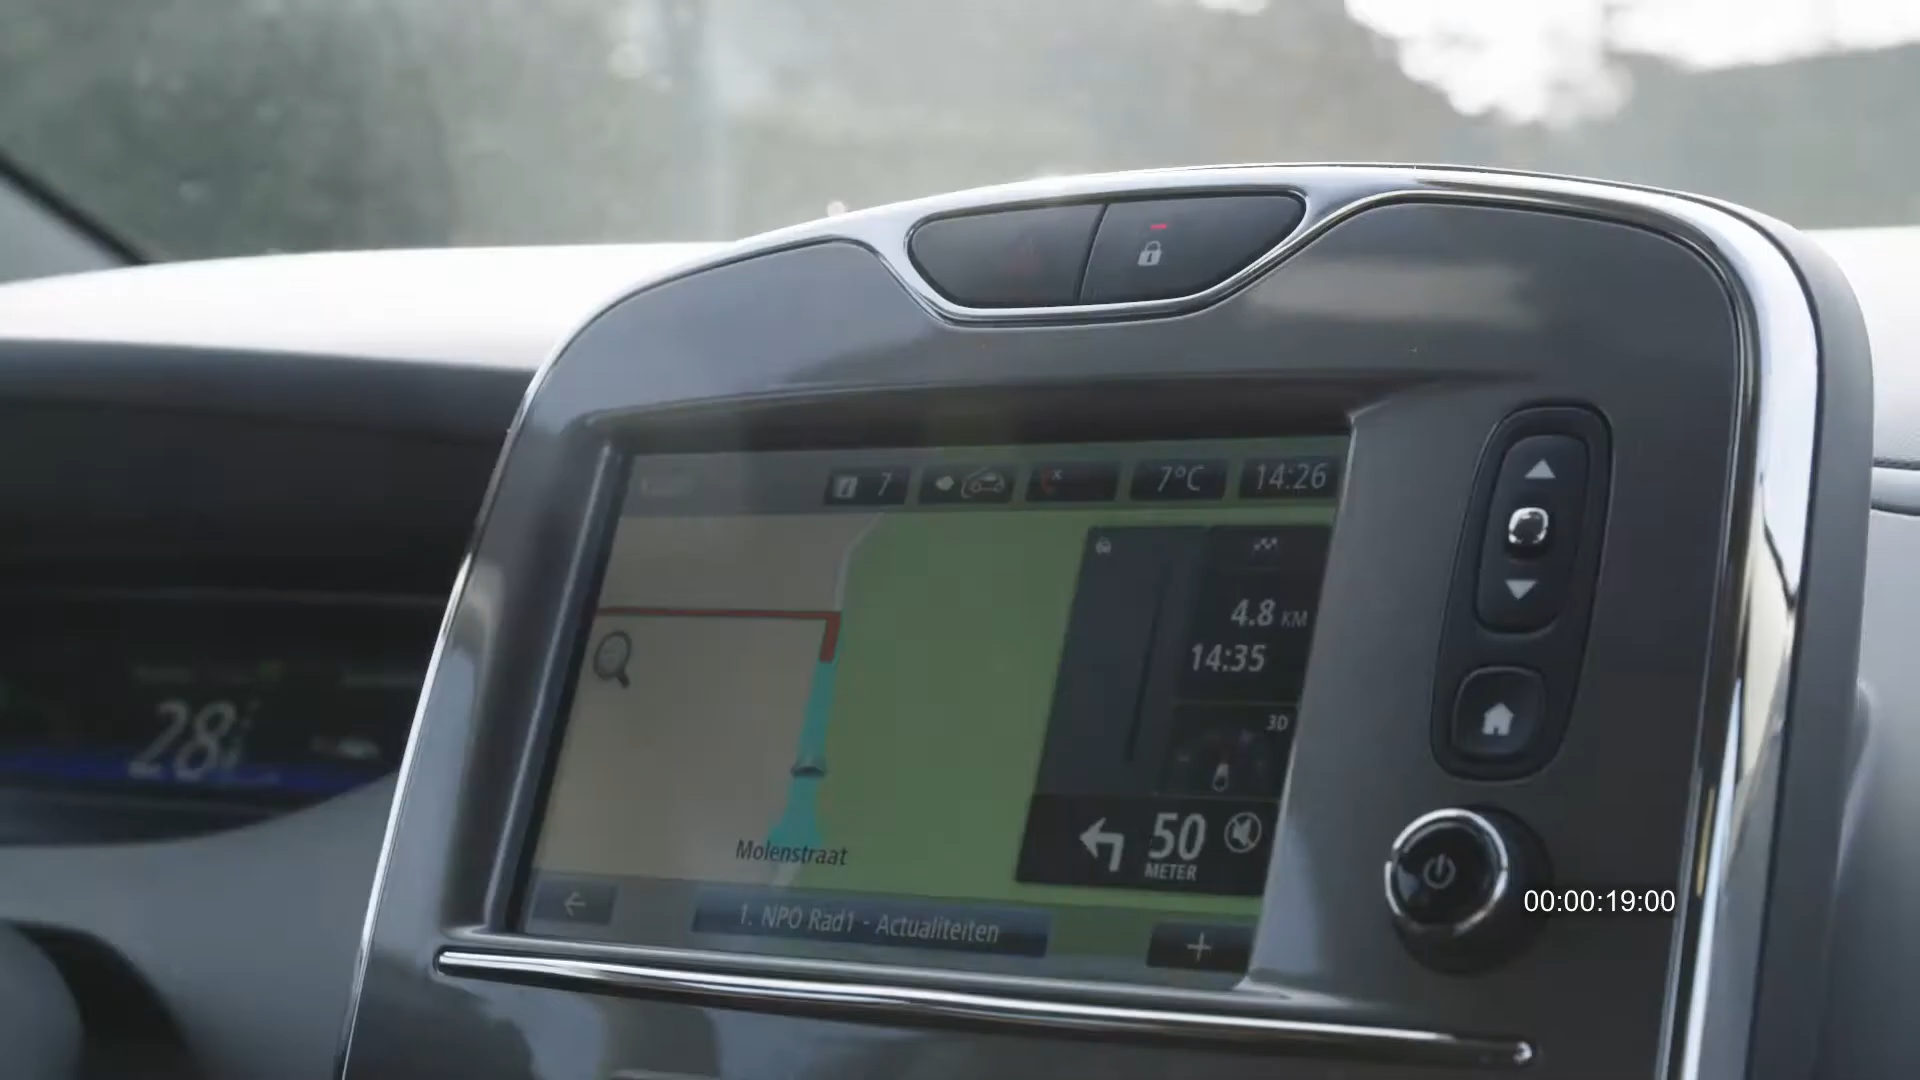 7
7°C
14:26
4.8 KM
14:35
3D
50
METER
Molenstraat
1. NPO Rad1 - Actualiteiten
28
00:00:19:00